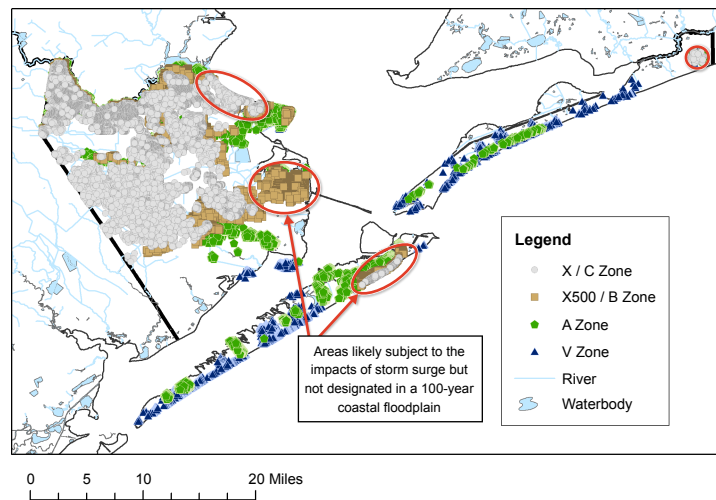 Legend
X / C Zone
X500 / B Zone
A Zone
V Zone
River
Waterbody
Areas likely subject to the
impacts of storm surge but
not designated in a 100-year
coastal floodplain
0 5 10 20 Miles